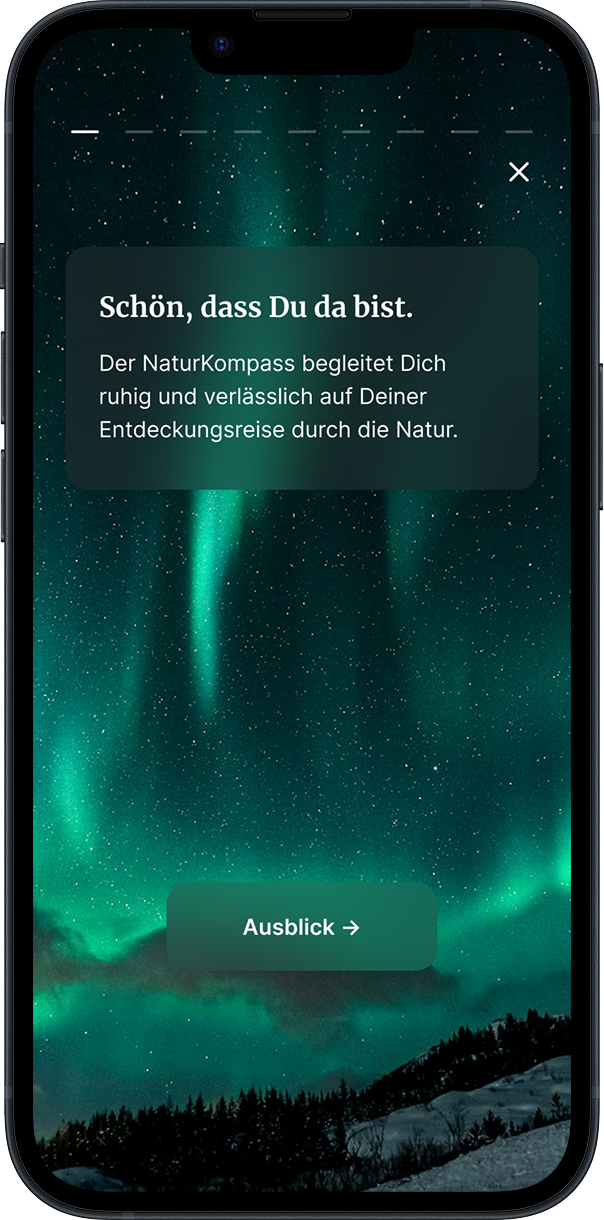 Schön, dass Du da bist.
Der NaturKompass begleitet Dich
ruhig und verlässlich auf Deiner
Entdeckungsreise durch die Natur.
Ausblick →